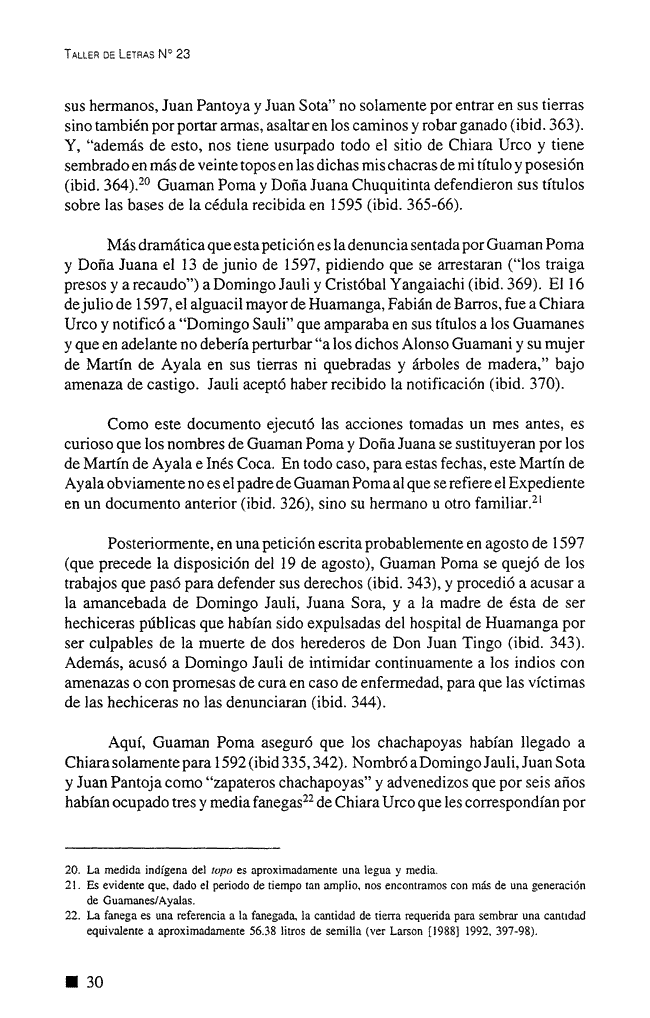 TALLER DE LETRAS N° 23
sus hermanos, Juan Pantoya y Juan Sota” no solamente por entrar en sus tierras
sino también por portar armas, asaltar en los caminos y robar ganado (ibid. 363).
Y, “además de esto, nos tiene usurpado todo el sitio de Chiara Urco y tiene
sembrado en más de veinte topos en las dichas mis chacras de mi título y posesión
(ibid. 364).20 Guaman Poma y Doña Juana Chuquitinta defendieron sus títulos
sobre las bases de la cédula recibida en 1595 (ibid. 365-66).
Más dramática que esta petición es la denuncia sentada por Guaman Poma
y Doña Juana el 13 de junio de 1597, pidiendo que se arrestaran (“los traiga
presos y a recaudo”) a Domingo Jauli y Cristóbal Yangaiachi (ibid. 369). El 16
de julio de 1597, el alguacil mayor de Huamanga, Fabián de Barros, fue a Chiara
Urco y notificó a “Domingo Sauli” que amparaba en sus títulos a los Guamanes
y que en adelante no debería perturbar “a los dichos Alonso Guamani y su mujer
de Martín de Ayala en sus tierras ni quebradas y árboles de madera,” bajo
amenaza de castigo. Jauli aceptó haber recibido la notificación (ibid. 370).
Como este documento ejecutó las acciones tomadas un mes antes, es
curioso que los nombres de Guaman Poma y Doña Juana se sustituyeran por los
de Martín de Ayala e Inés Coca. En todo caso, para estas fechas, este Martín de
Ayala obviamente no es el padre de Guaman Poma al que se refiere el Expediente
en un documento anterior (ibid. 326), sino su hermano u otro familiar.21
Posteriormente, en una petición escrita probablemente en agosto de 1597
(que precede la disposición del 19 de agosto), Guaman Poma se quejó de los
trabajos que pasó para defender sus derechos (ibid. 343), y procedió a acusar a
la amancebada de Domingo Jauli, Juana Sora, y a la madre de ésta de ser
hechiceras públicas que habían sido expulsadas del hospital de Huamanga por
ser culpables de la muerte de dos herederos de Don Juan Tingo (ibid. 343).
Además, acusó a Domingo Jauli de intimidar continuamente a los indios con
amenazas o con promesas de cura en caso de enfermedad, para que las víctimas
de las hechiceras no las denunciaran (ibid. 344).
Aquí, Guaman Poma aseguró que los chachapoyas habían llegado a
Chiara solamente para 1592 (ibid 335, 342). Nombró a Domingo Jauli, Juan Sota
y Juan Pantoja como “zapateros chachapoyas” y advenedizos que por seis años
habían ocupado tres y media fanegas22 de Chiara Urco que les correspondían por
20. La medida indígena del topo es aproximadamente una legua y media.
21. Es evidente que, dado el periodo de tiempo tan amplio, nos encontramos con más de una generación
de Guamanes/Ayalas.
22. La fanega es una referencia a la fanegada, la cantidad de tierra requerida para sembrar una cantidad
equivalente a aproximadamente 56.38 litros de semilla (ver Larson [1988] 1992, 397-98).
■ 30